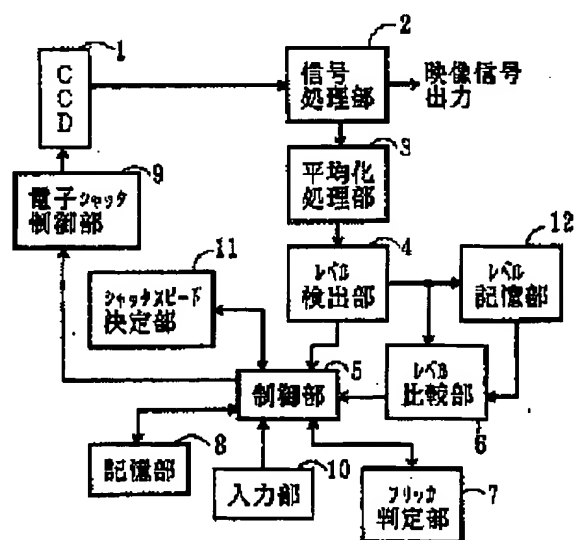 1
CCD
2
信号
処理部
映像信号
出力
3
平均化
処理部
9
電子シャッタ
制御部
4
レベル
検出部
12
レベル
記憶部
11
シャッタスピード
決定部
5
制御部
レベル
比較部
6
8
記憶部
10
入力部
フリッカ
判定部
7